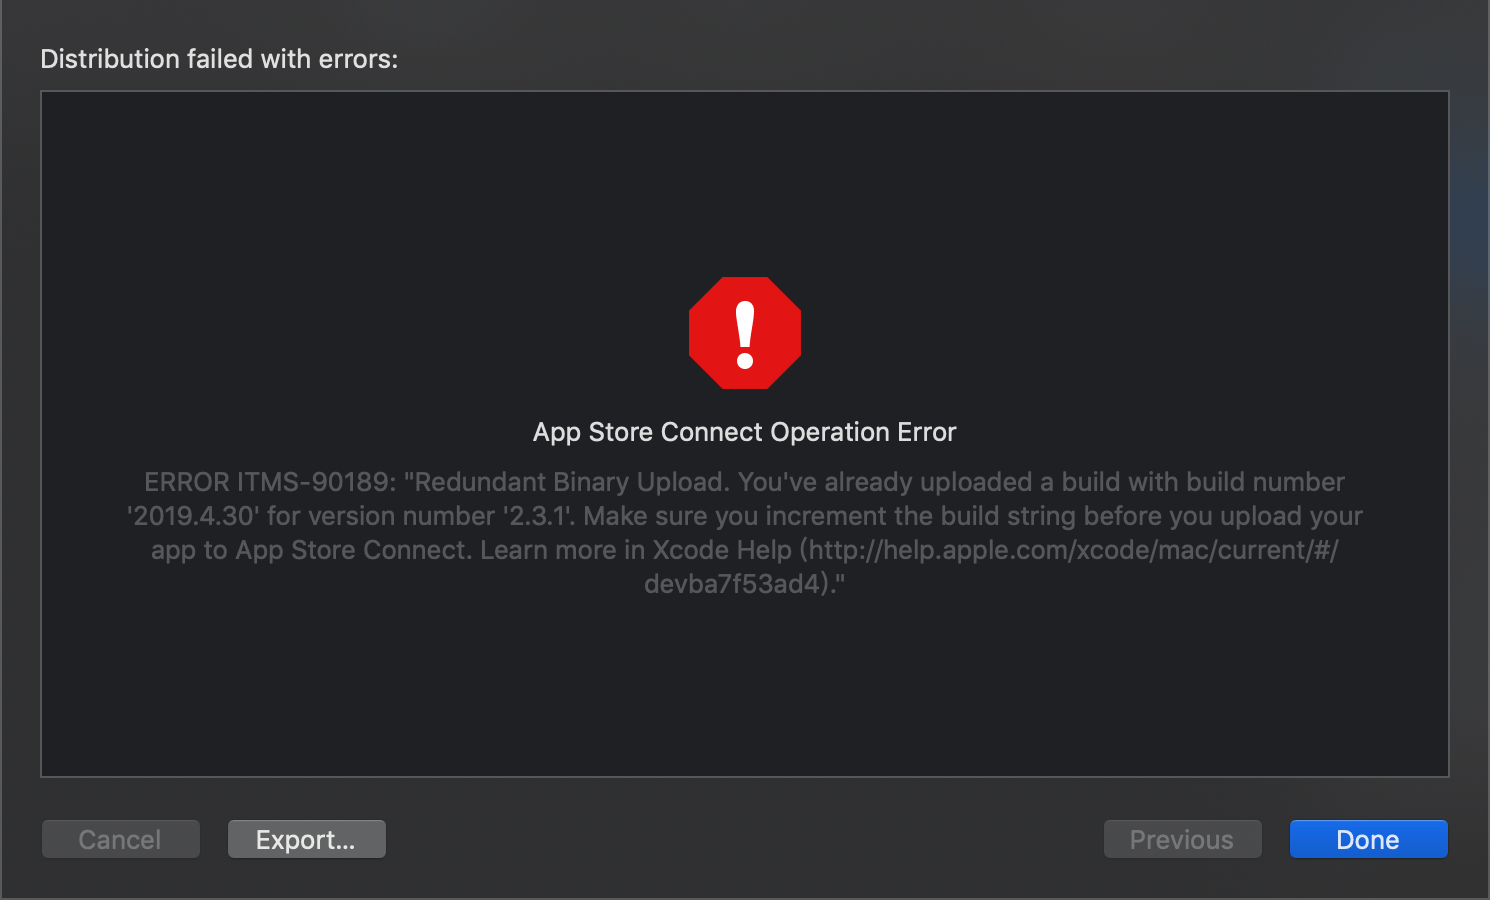 Distribution failed with errors:
App Store Connect Operation Error
ERROR ITMS-90189: "Redundant Binary Upload. You've already uploaded a build with build number
'2019.4.30' for version number '2.3.1'. Make sure you increment the build string before you upload your
app to App Store Connect. Learn more in Xcode Help (http://help.apple.com/xcode/mac/current/#/
devba7f53ad4)."
Cancel Export... Previous Done